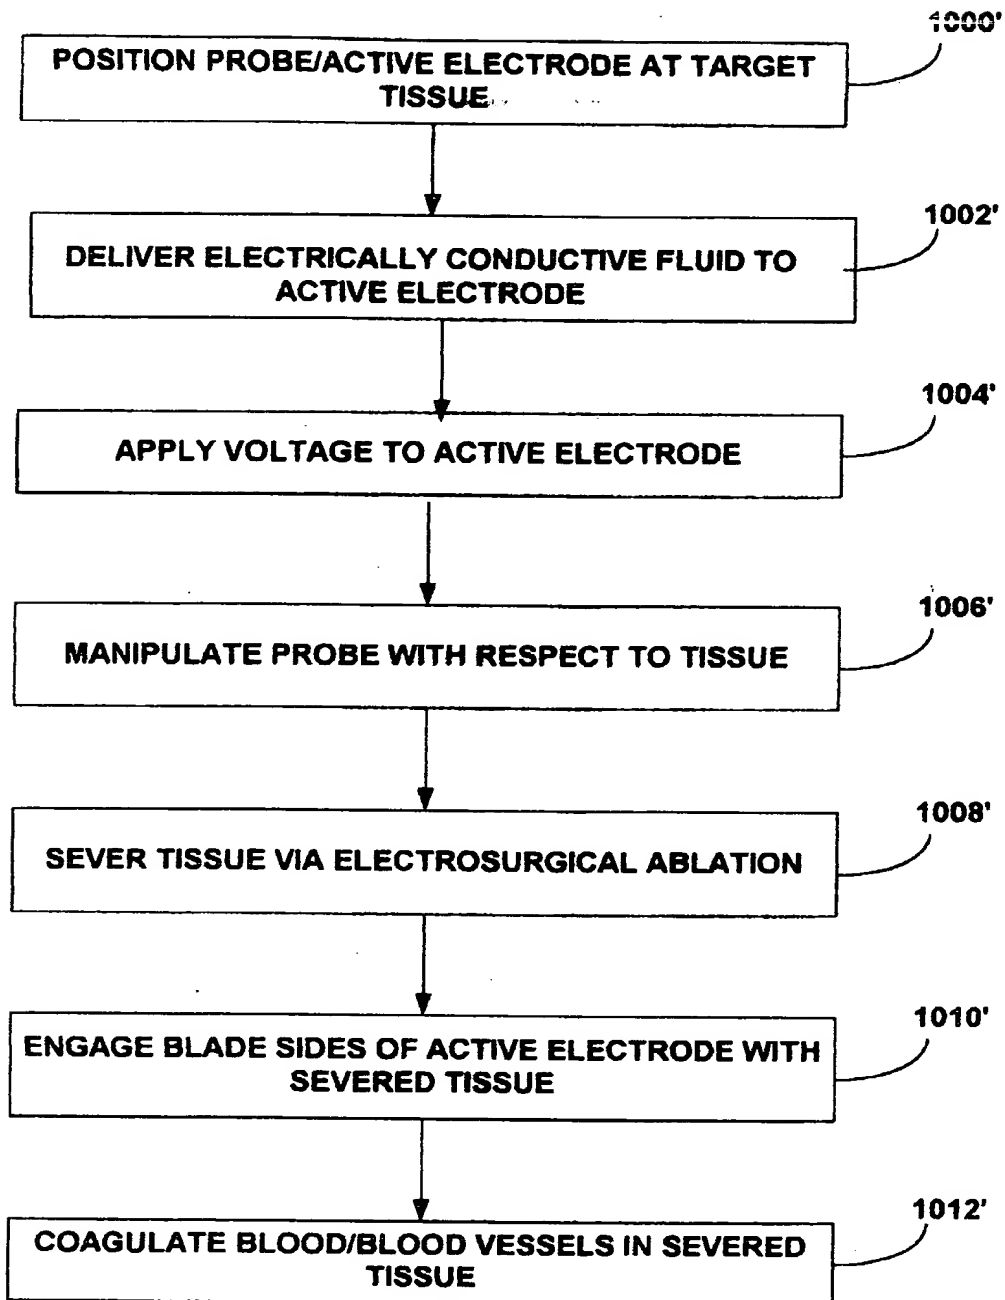 1000'
POSITION PROBE/ACTIVE ELECTRODE AT TARGET
TISSUE
1002'
DELIVER ELECTRICALLY CONDUCTIVE FLUID TO
ACTIVE ELECTRODE
1004'
APPLY VOLTAGE TO ACTIVE ELECTRODE
1006'
MANIPULATE PROBE WITH RESPECT TO TISSUE
1008'
SEVER TISSUE VIA ELECTROSURGICAL ABLATION
1010'
ENGAGE BLADE SIDES OF ACTIVE ELECTRODE WITH
SEVERED TISSUE
1012'
COAGULATE BLOOD/BLOOD VESSELS IN SEVERED
TISSUE